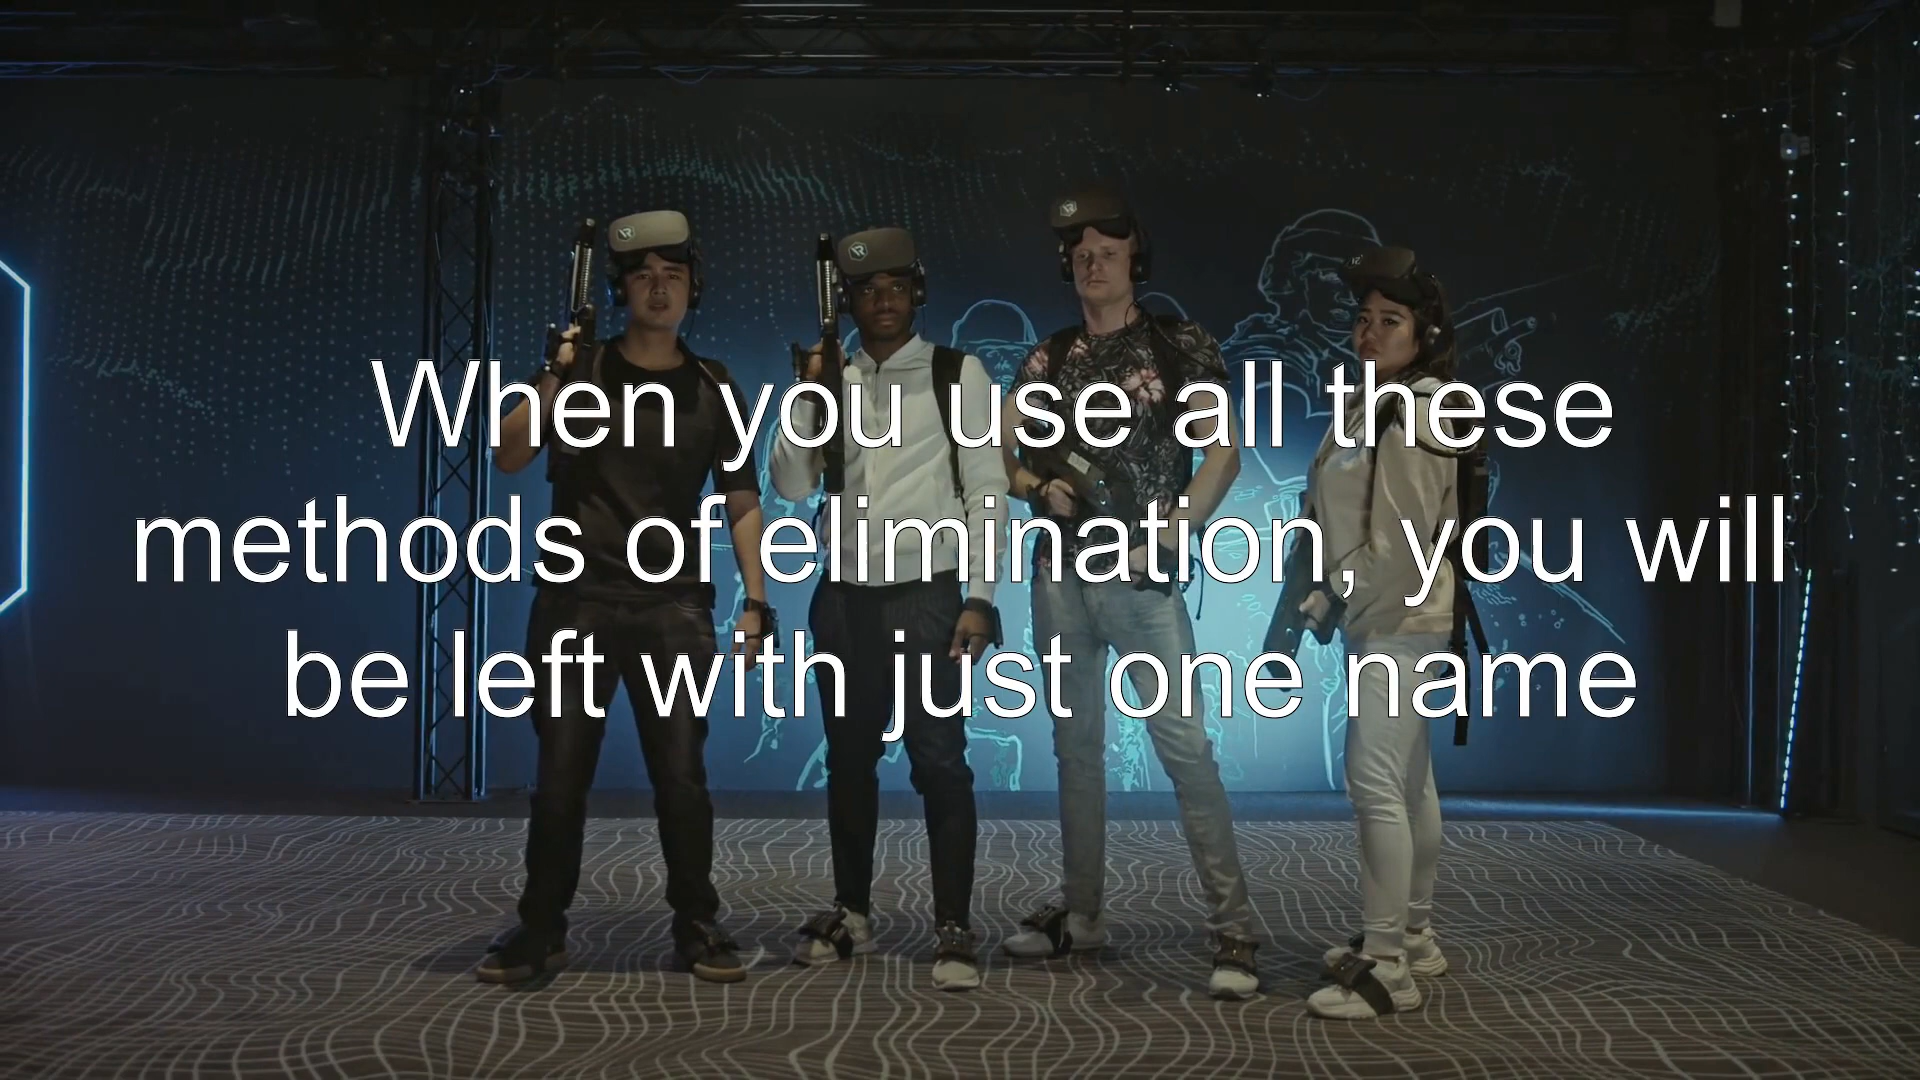 When you use all these
methods of elimination, you will
be left with just one name